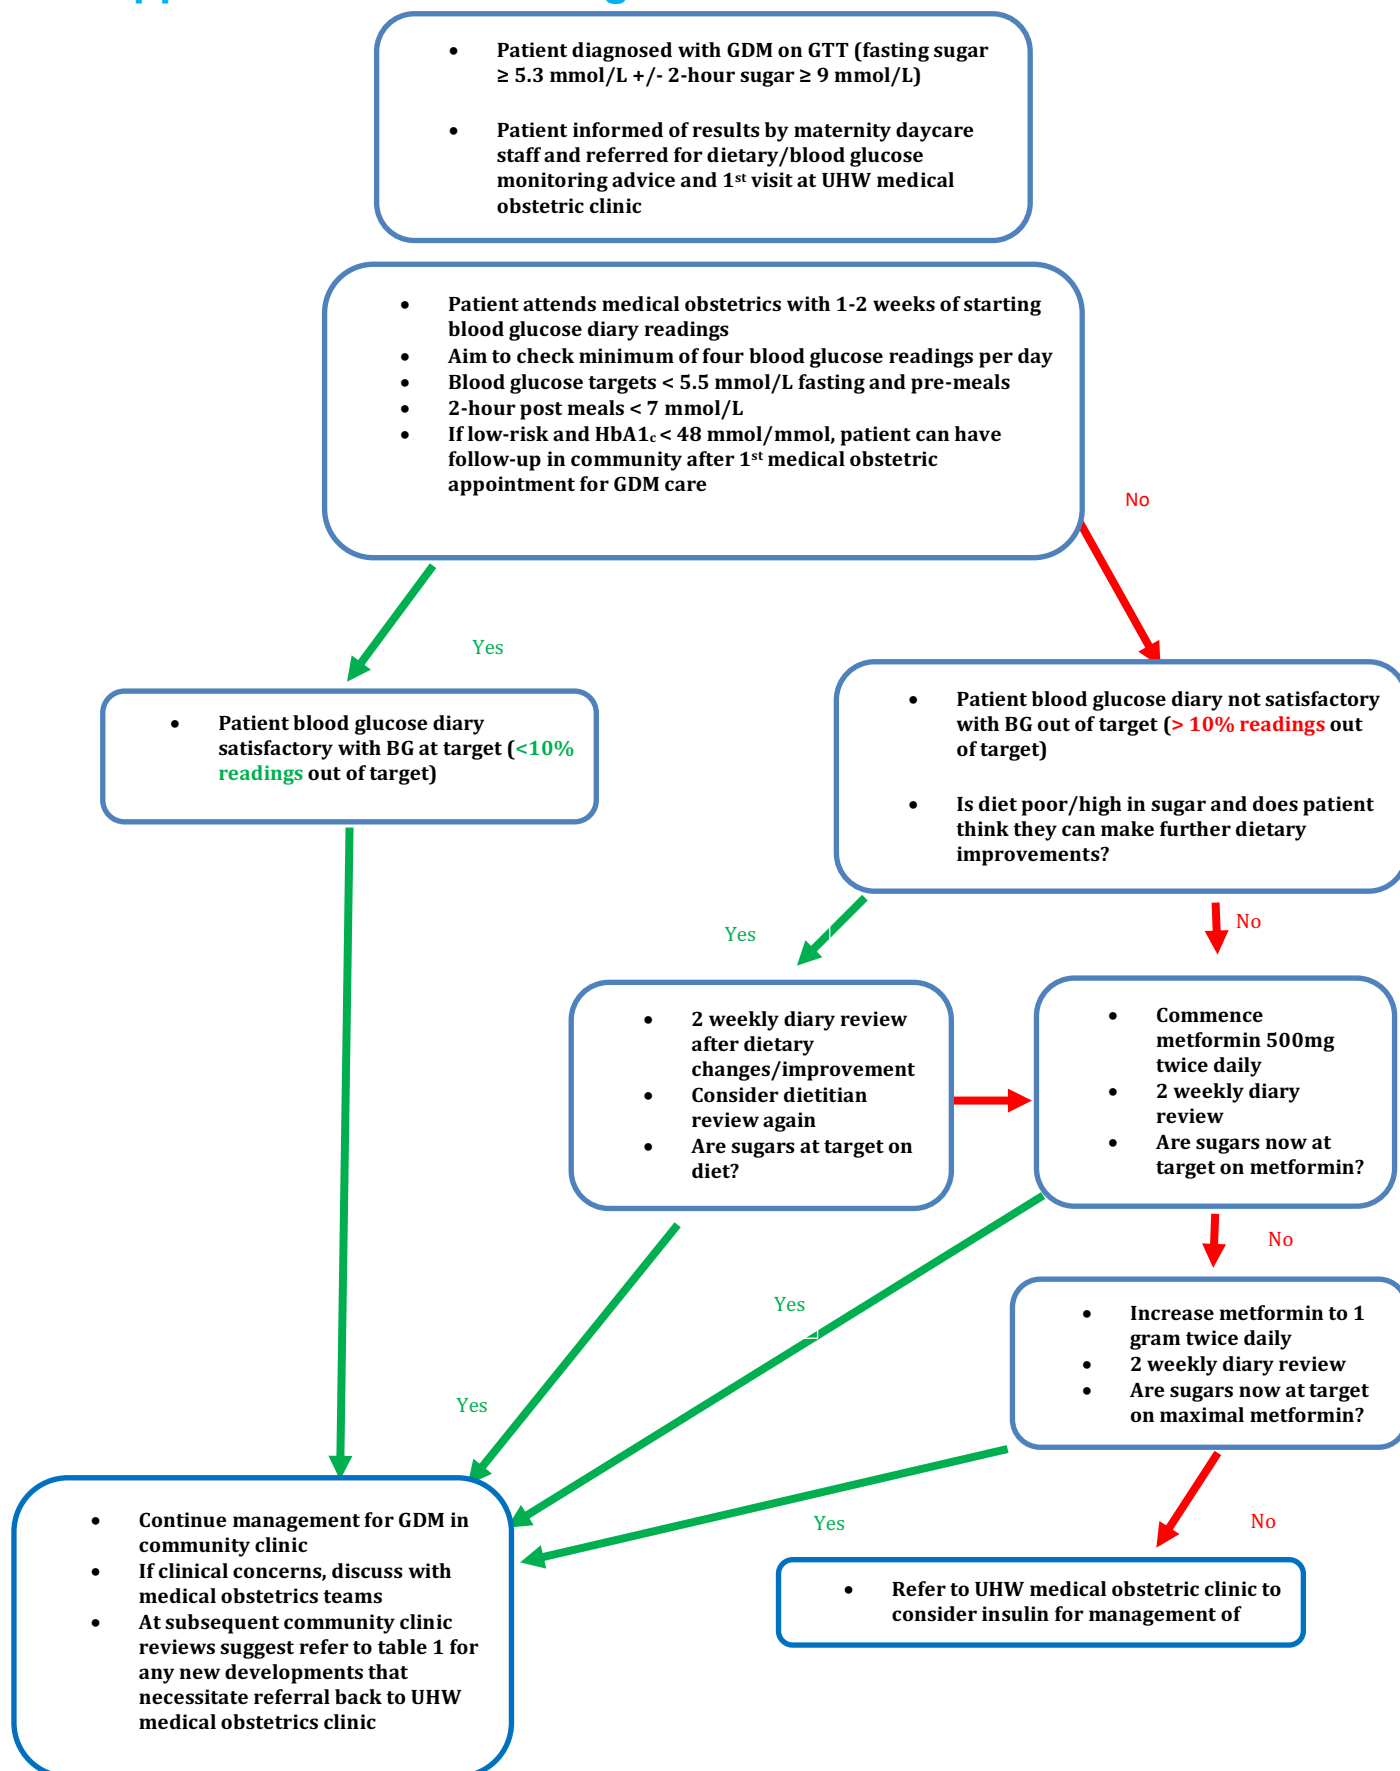 • Patient diagnosed with GDM on GTT (fasting sugar
≥ 5.3 mmol/L +/- 2-hour sugar ≥ 9 mmol/L)
• Patient informed of results by maternity daycare
staff and referred for dietary/blood glucose
monitoring advice and 1st visit at UHW medical
obstetric clinic
• Patient attends medical obstetrics with 1-2 weeks of starting
blood glucose diary readings
• Aim to check minimum of four blood glucose readings per day
• Blood glucose targets < 5.5 mmol/L fasting and pre-meals
• 2-hour post meals < 7 mmol/L
• If low-risk and HbA1c < 48 mmol/mmol, patient can have
follow-up in community after 1st medical obstetric
appointment for GDM care
No
Yes
• Patient blood glucose diary
satisfactory with BG at target (<10%
readings out of target)
• Patient blood glucose diary not satisfactory
with BG out of target (> 10% readings out
of target)
• Is diet poor/high in sugar and does patient
think they can make further dietary
improvements?
Yes
No
• 2 weekly diary review
after dietary
changes/improvement
• Consider dietitian
review again
• Are sugars at target on
diet?
• Commence
metformin 500mg
twice daily
• 2 weekly diary
review
• Are sugars now at
target on metformin?
No
Yes
• Increase metformin to 1
gram twice daily
• 2 weekly diary review
• Are sugars now at target
on maximal metformin?
Yes
Yes
No
• Continue management for GDM in
community clinic
• If clinical concerns, discuss with
medical obstetrics teams
• At subsequent community clinic
reviews suggest refer to table 1 for
any new developments that
necessitate referral back to UHW
medical obstetrics clinic
• Refer to UHW medical obstetric clinic to
consider insulin for management of